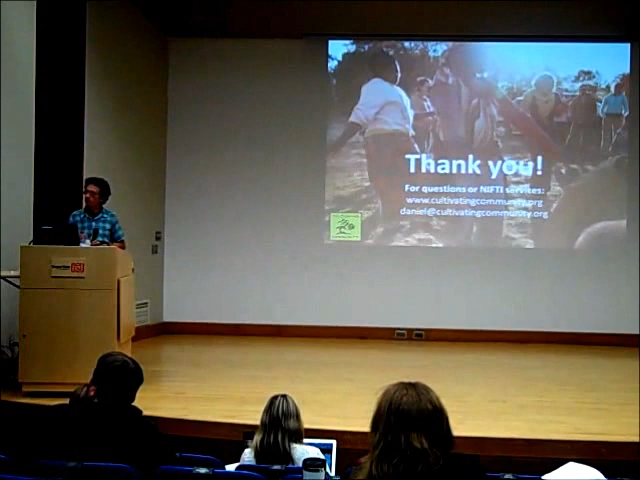 Thank you!
For questions or NIFTI services:
www.cultivatingcommunity.org
daniel@cultivatingcommunity.org